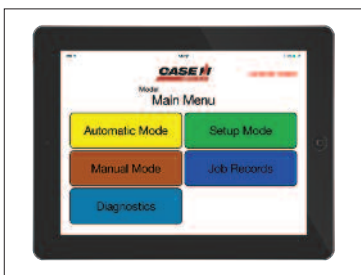 CASE IH
Model
Main Menu
Automatic Mode
Setup Mode
Manual Mode
Job Records
Diagnostics